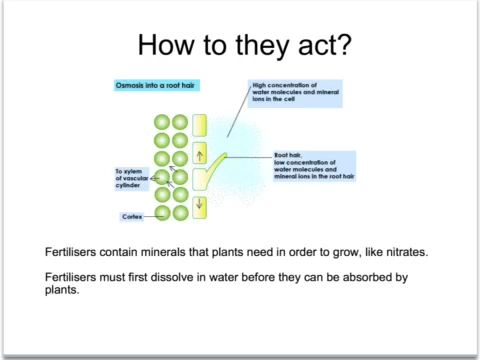 How to they act?
Osmosis into a root hair
High concentration of
water molecules and mineral
ions in the cell
Root hair,
low concentration of
water molecules and
mineral ions in the root hair
To xylem
of vascular
cylinder
Cortex
Fertilisers contain minerals that plants need in order to grow, like nitrates.
Fertilisers must first dissolve in water before they can be absorbed by
plants.